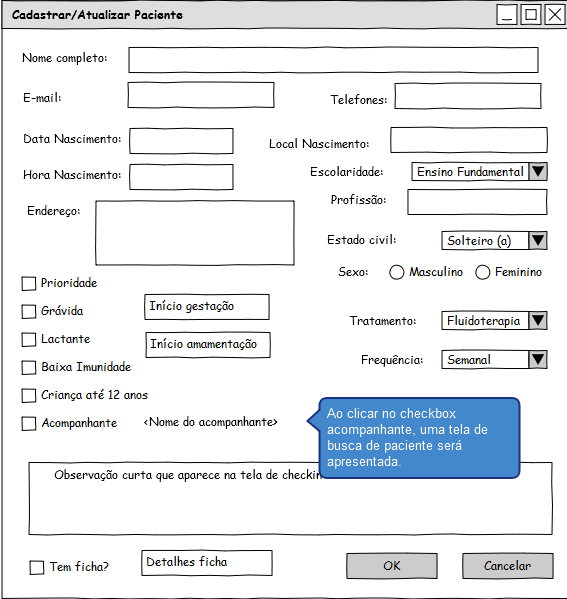 Cadastrar/Atualizar Paciente
Nome completo:
E-mail:
Telefones:
Data Nascimento:
Local Nascimento:
Hora Nascimento:
Escolaridade: Ensino Fundamental
Profissão:
Endereço:
Estado civil: Solteiro (a)
Sexo: Masculino Feminino
Prioridade
Grávida
Início gestação
Tratamento: Fluidoterapia
Lactante
Início amamentação
Frequência: Semanal
Baixa Imunidade
Criança até 12 anos
Acompanhante <Nome do acompanhante>
Ao clicar no checkbox
acompanhante, uma tela de
busca de paciente será
apresentada.
Observação curta que aparece na tela de checkin
Tem ficha?
Detalhes ficha
OK
Cancelar